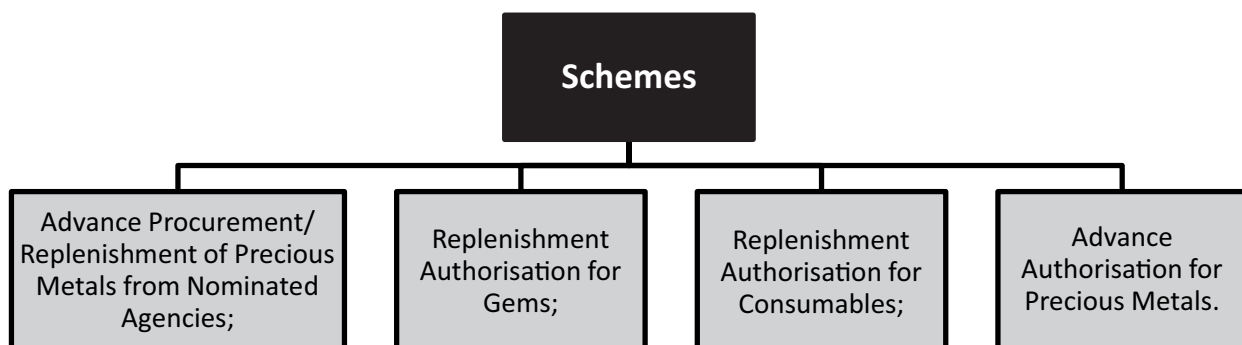 Schemes
Advance Procurement/
Replenishment of Precious
Metals from Nominated
Agencies;
Replenishment
Authorisation for
Gems;
Replenishment
Authorisation for
Consumables;
Advance
Authorisation for
Precious Metals.